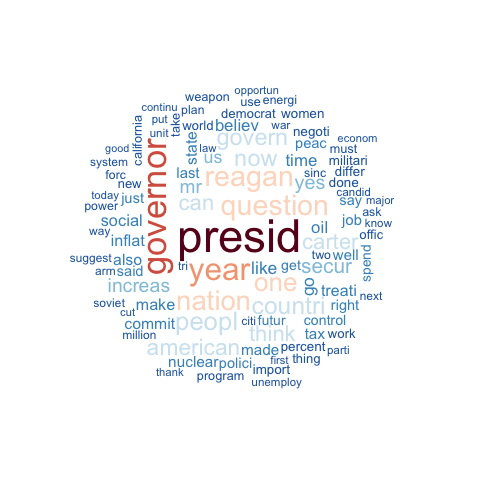 opportun
weapon use energi
continu plan
put democrat women
unit take world believ war
california state govern negoti
good law peac econom
system us now time must
forc last reagan sinc militari
new mr yes differ
today just can question done candid
power governor say major
social job ask
way presid oil carter know
inflat offic
suggest also tri year like get secur two well
arm said go spend
increas one treati next
soviet make nation countri right
cut commit peopl citi futur control
million think tax work
american made percent parti
nuclear polici first thing
thank program import
unemploy